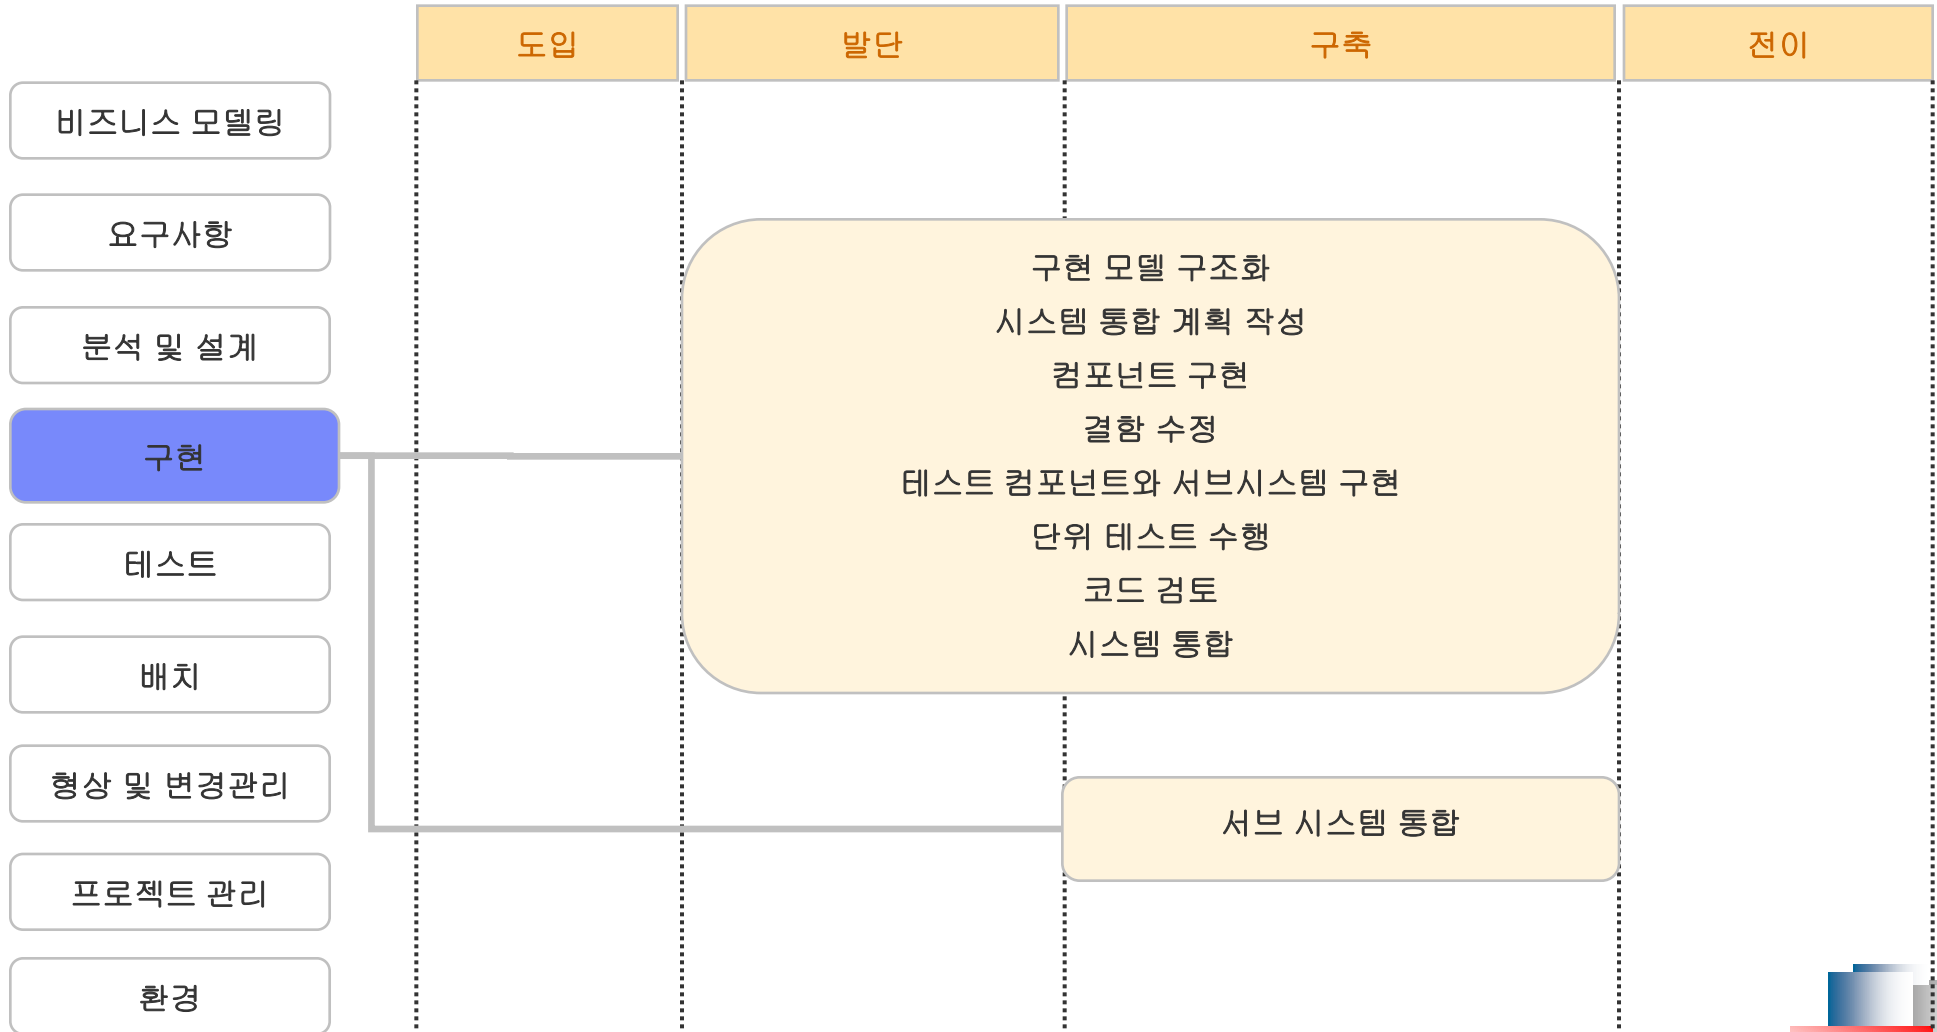 도입
발단
구축
전이
비즈니스 모델링
요구사항
분석 및 설계
구현
테스트
배치
형상 및 변경관리
프로젝트 관리
환경
구현 모델 구조화
시스템 통합 계획 작성
컴포넌트 구현
결함 수정
테스트 컴포넌트와 서브시스템 구현
단위 테스트 수행
코드 검토
시스템 통합
서브 시스템 통합